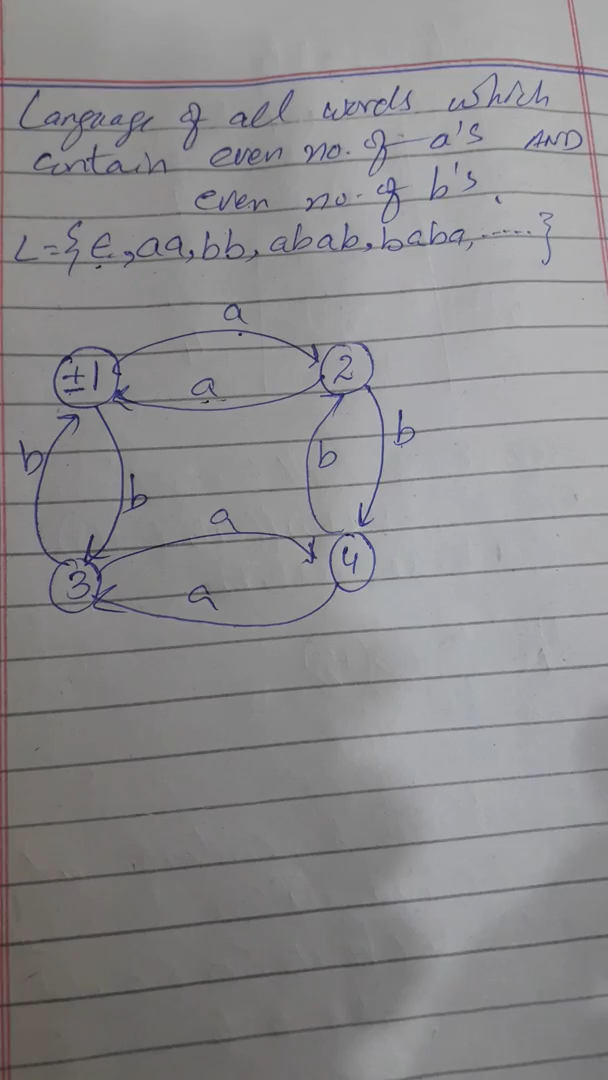 Language of all words which
contain even no. of a's AND
even no. of b's.
L={ϵ, aa, bb, abab, baba, ......}
a
±1 2
a
b b b b
a
3 4
a